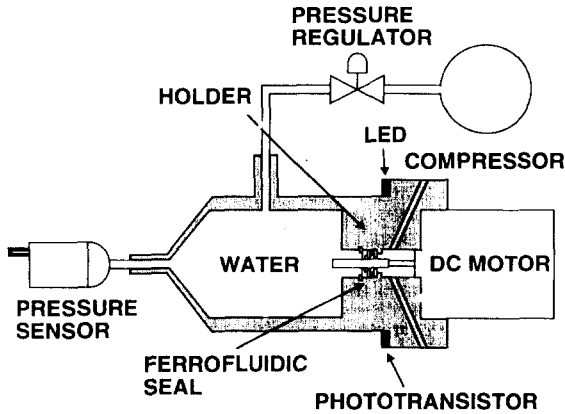 PRESSURE
REGULATOR
HOLDER
LED
COMPRESSOR
WATER
DC MOTOR
PRESSURE
SENSOR
FERROFLUIDIC
SEAL
PHOTOTRANSISTOR